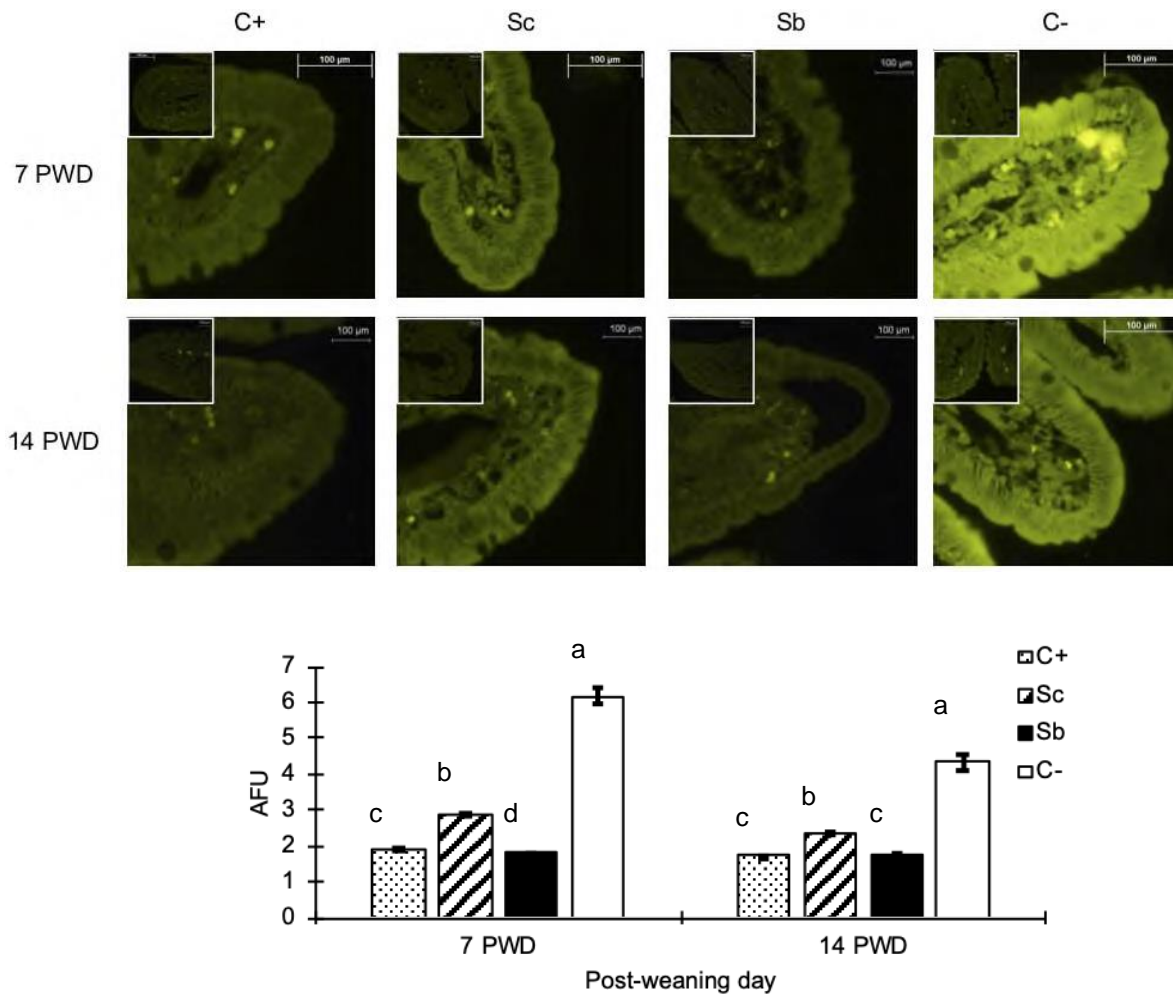 C+ Sc Sb C-
7 PWD
100 µm 100 µm 100 µm 100 µm
14 PWD
100 µm 100 µm 100 µm 100 µm
AFU
7
6
5
4
3
2
1
0
c b d a
c b c a
C+
Sc
Sb
C-
7 PWD 14 PWD
Post-weaning day